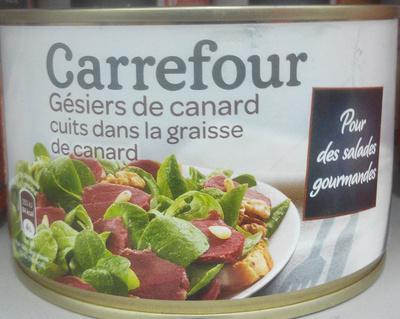 Carrefour
Gésiers de canard
cuits dans la graisse
de canard
Pour
des salades
gourmandes